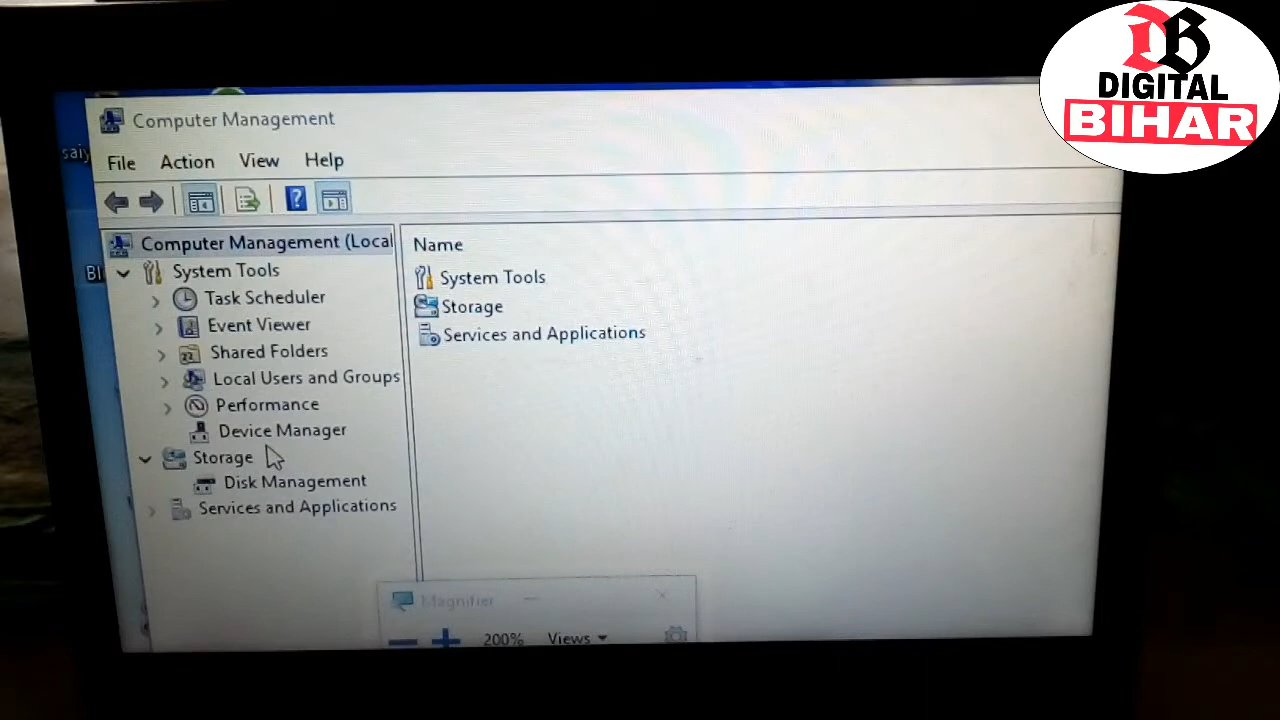 DB
DIGITAL
BIHAR
Computer Management
File Action View Help
saiy
Computer Management (Local
Name
System Tools
System Tools
Task Scheduler
Storage
Event Viewer
Services and Applications
Shared Folders
Local Users and Groups
Performance
Device Manager
Storage
Disk Management
Services and Applications
Magnifier
200% Views